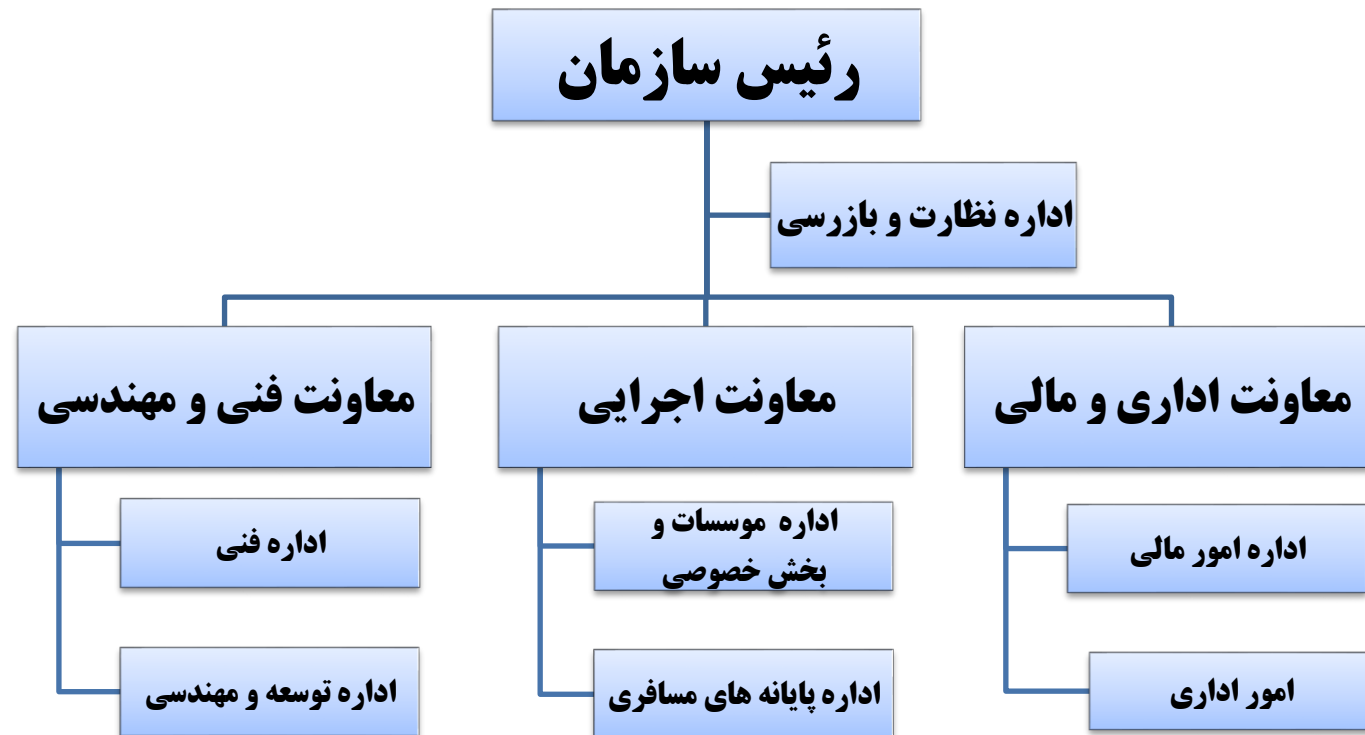 رئیس سازمان
اداره نظارت و بازرسی
معاونت اداری و مالی
معاونت اجرایی
معاونت فنی و مهندسی
اداره امور مالی
اداره موسسات و
بخش خصوصی
اداره فنی
امور اداری
اداره پایانه های مسافری
اداره توسعه و مهندسی